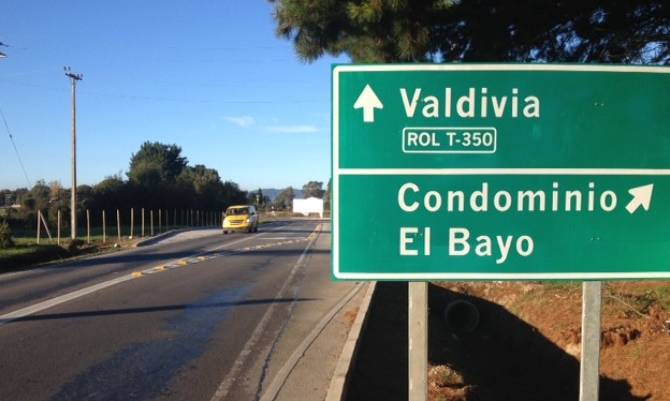 Valdivia
ROL T-350
Condominio
El Bayo